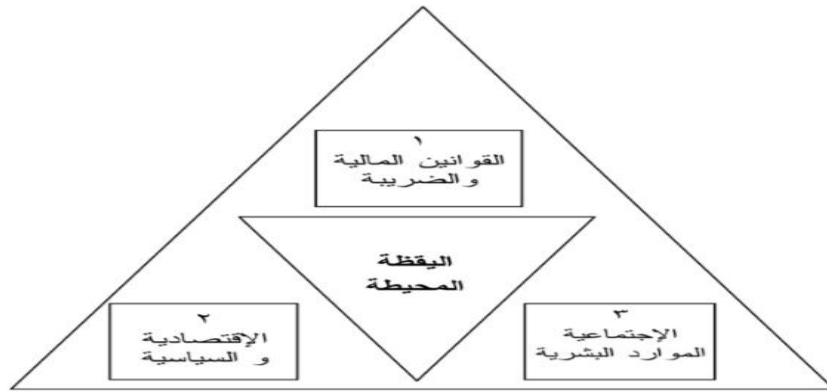 ١
القوانين المالية
والضريبة
اليقظة
المحيطة
٢
الإقتصادية
و السياسية
٣
الإجتماعية
الموارد البشرية